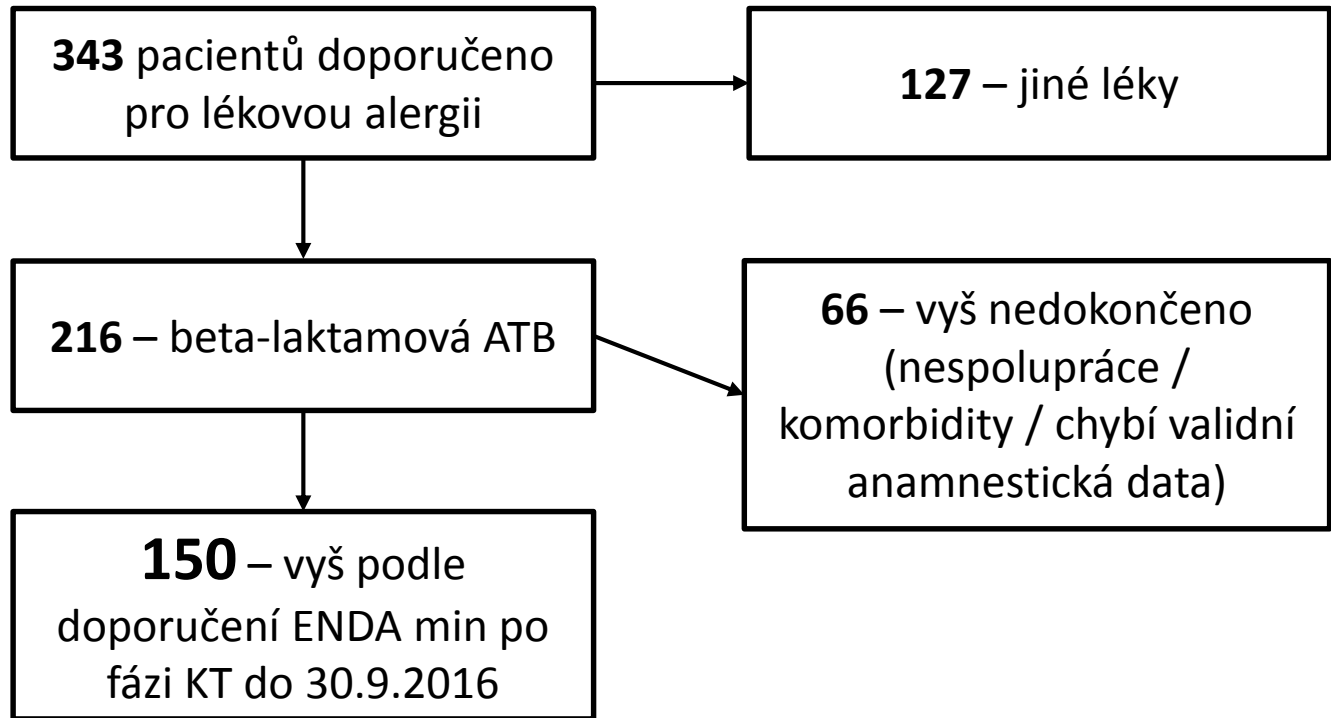 343 pacientů doporučeno
pro lékovou alergii
127 – jiné léky
216 – beta-laktamová ATB
66 – vyš nedokončeno
(nespolupráce /
komorbidity / chybí validní
anamnestická data)
150 – vyš podle
doporučení ENDA min po
fázi KT do 30.9.2016